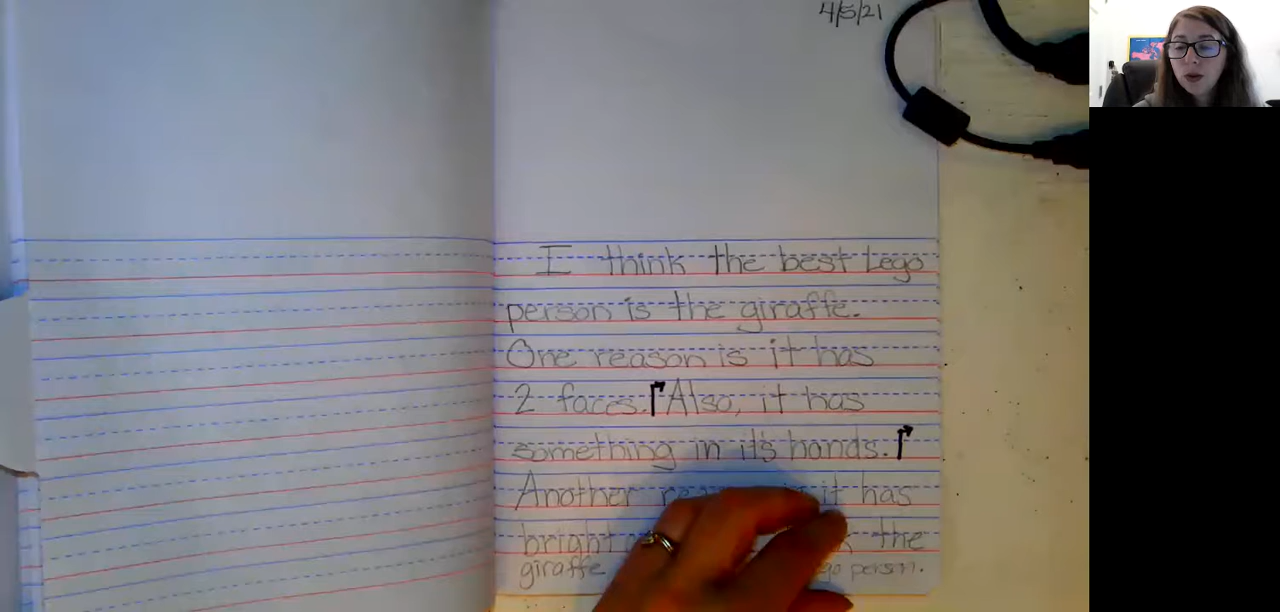 4/5/21
I think the best Lego
person is the giraffe.
One reason is it has
2 faces. Also, it has
something in it's hands.
Another it has
bright the
giraffe person.